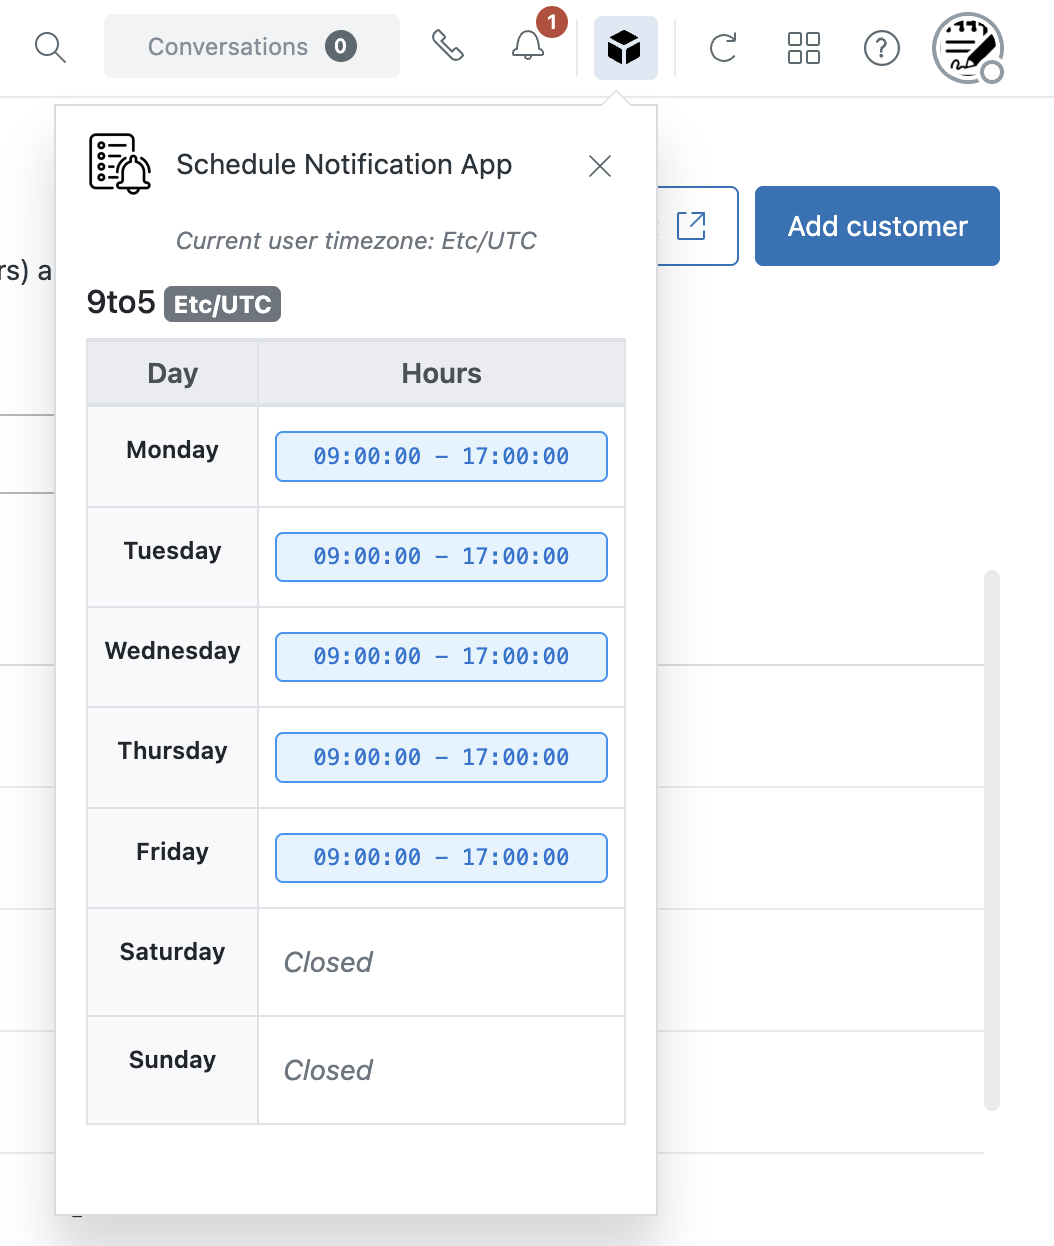 Conversations 0
1
Schedule Notification App
Current user timezone: Etc/UTC
Add customer
rs) a
9to5 Etc/UTC
Day Hours
Monday 09:00:00 – 17:00:00
Tuesday 09:00:00 – 17:00:00
Wednesday 09:00:00 – 17:00:00
Thursday 09:00:00 – 17:00:00
Friday 09:00:00 – 17:00:00
Saturday Closed
Sunday Closed